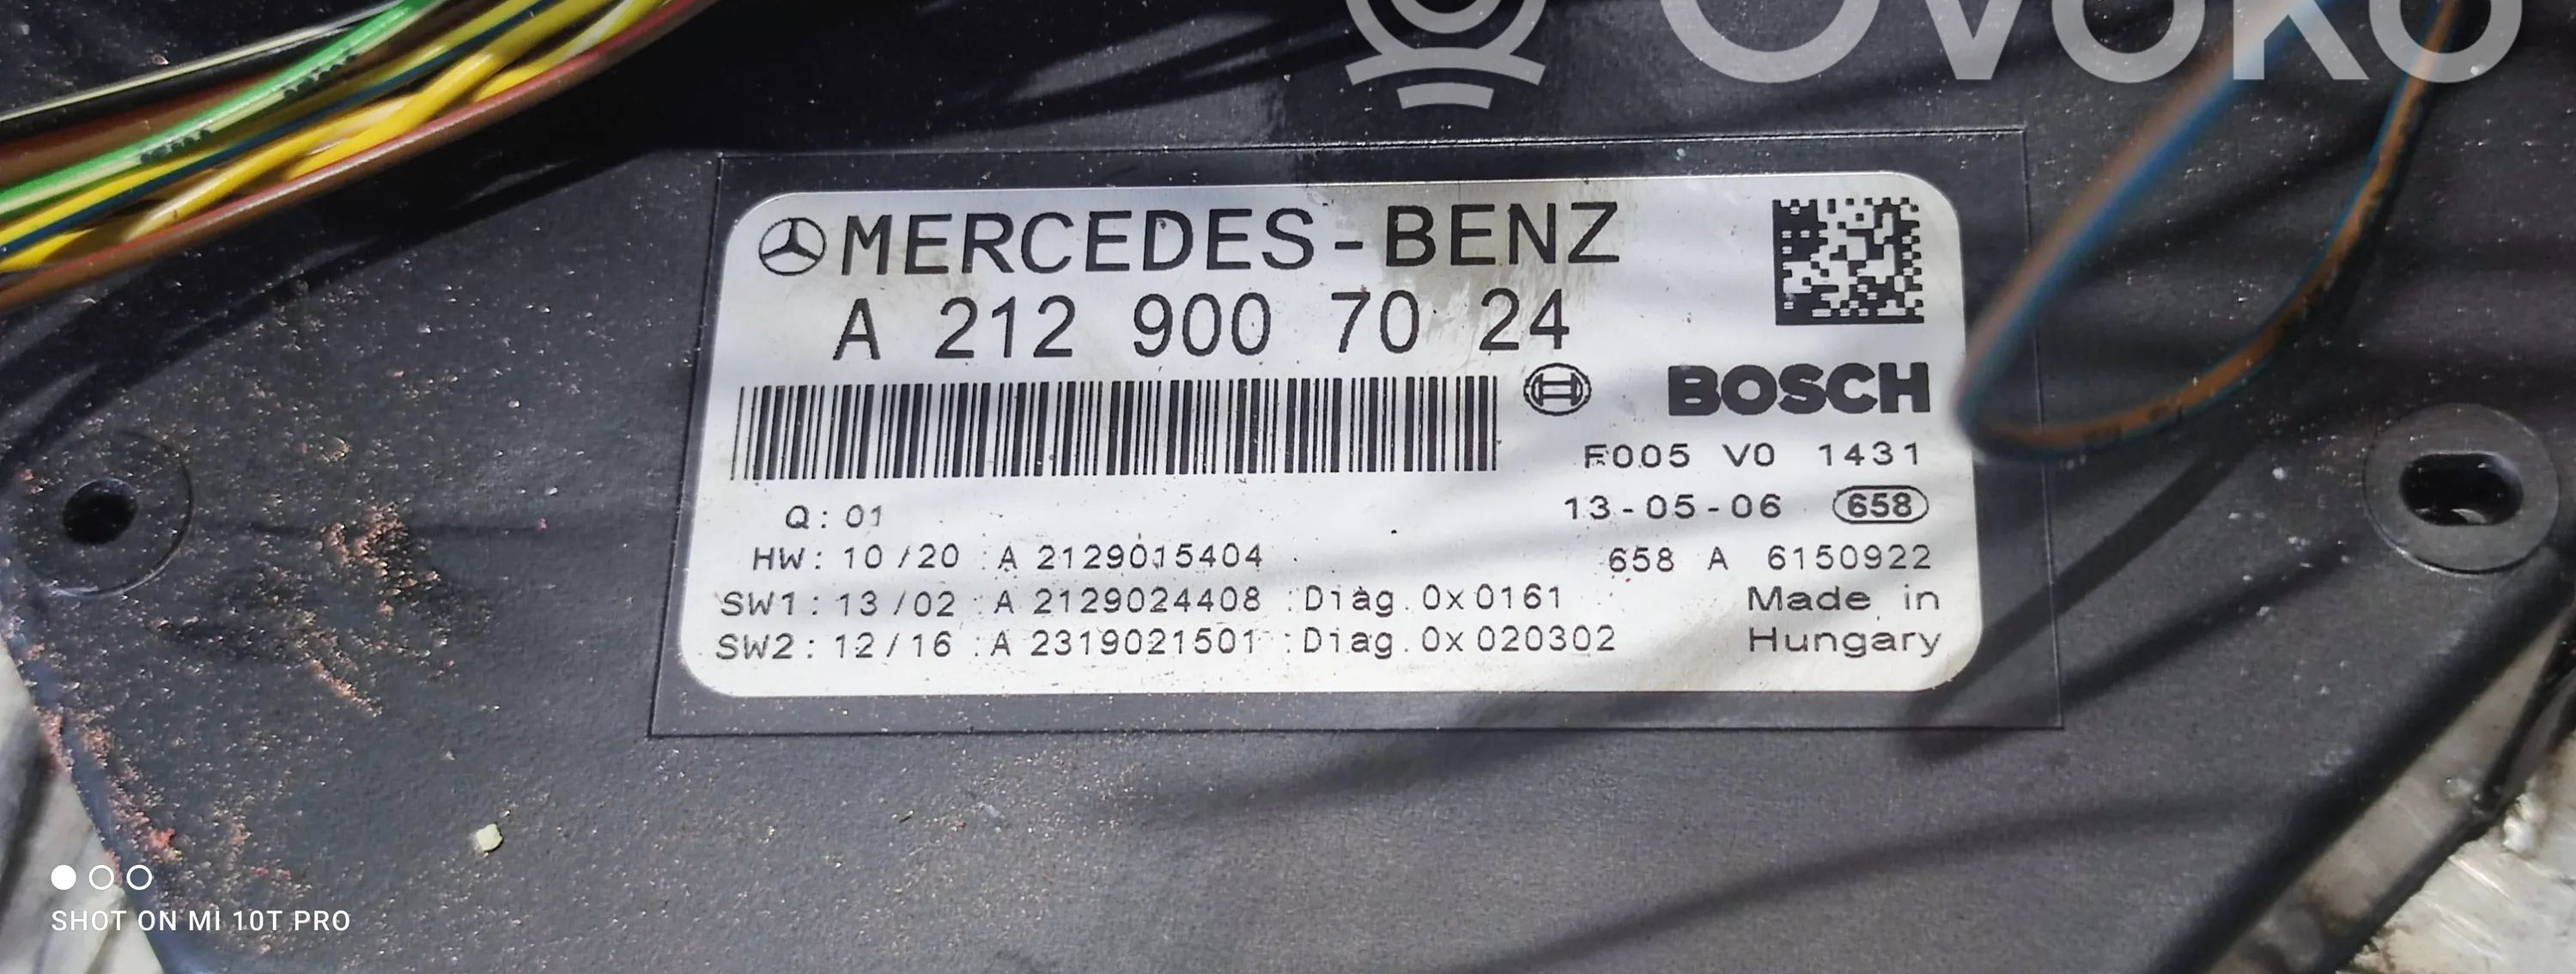 OVOKO
MERCEDES-BENZ
A 212 900 70 24
BOSCH
F005 V0 1431
Q: 01
13-05-06 658
HW: 10/20 :A 2129015404
658 A 6150922
SW1: 13/02 :A 2129024408 :Diag.0x0161
Made in
SW2: 12/16 :A 2319021501 :Diag.0x020302
Hungary
SHOT ON MI 10T PRO